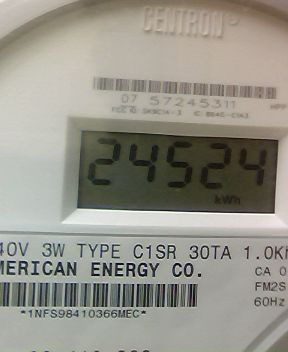 CENTRON
07 57245311
24524
kWh
40V 3W TYPE C1SR 30TA 1.0Kh
MERICAN ENERGY CO.
CA 0
FM2S
60Hz
*1NFS98410366MEC*